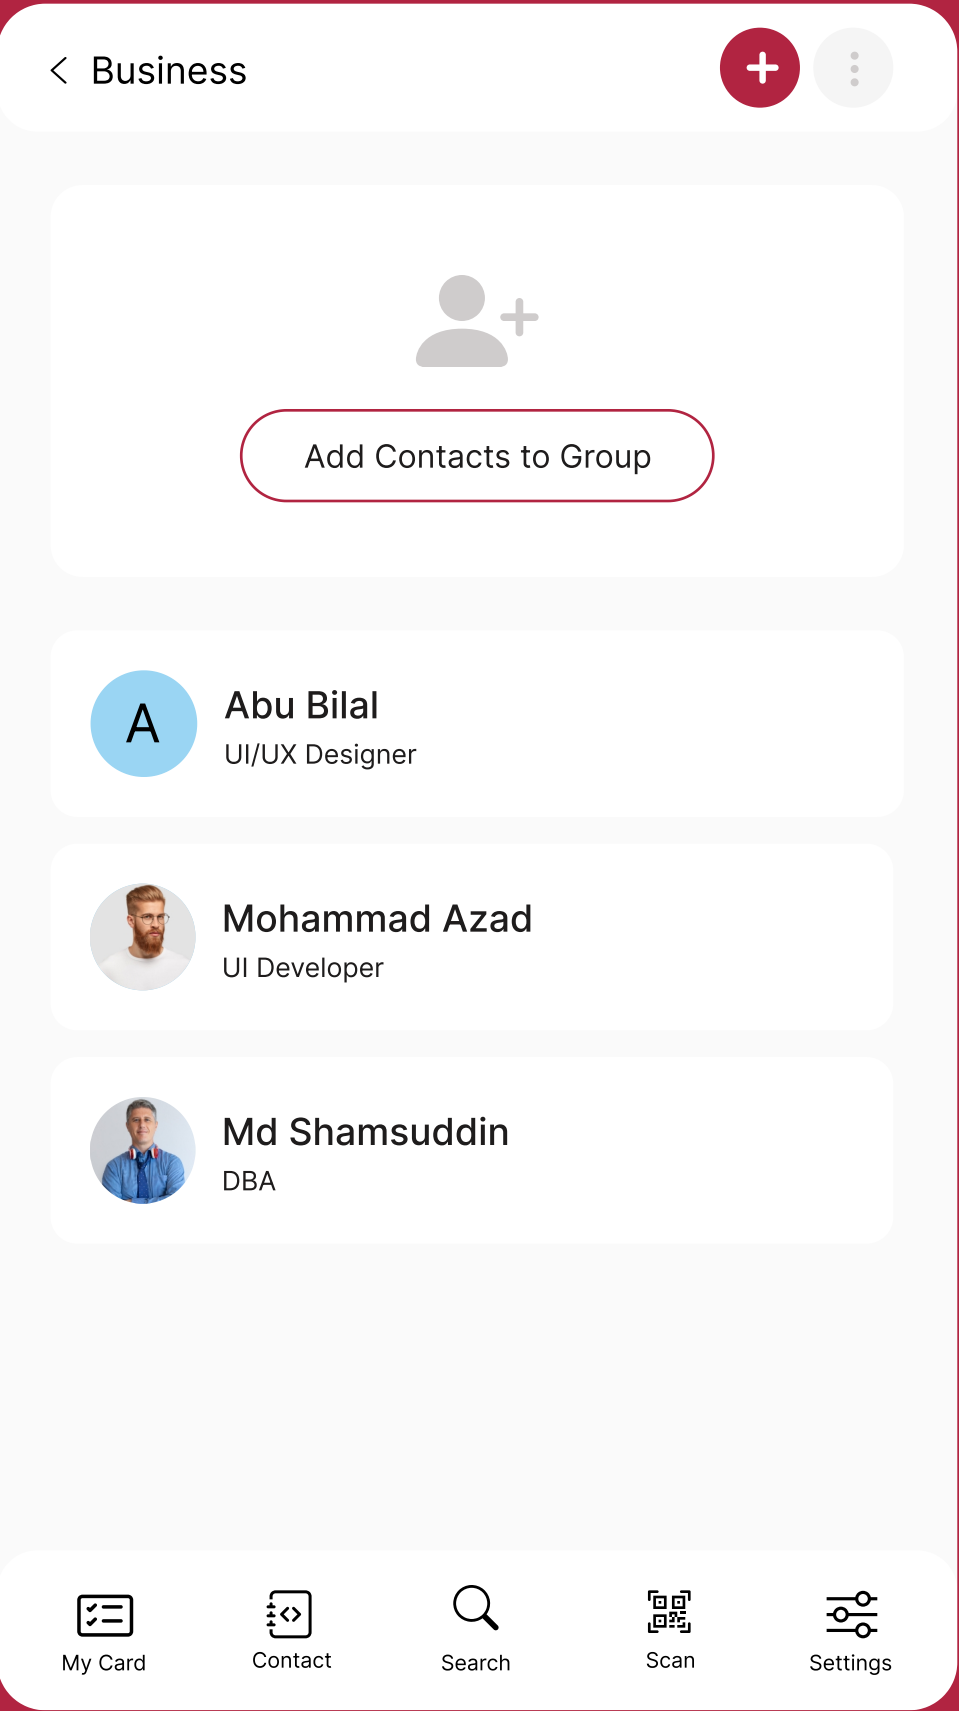 Business
Add Contacts to Group
A
Abu Bilal
UI/UX Designer
Mohammad Azad
UI Developer
Md Shamsuddin
DBA
My Card
Contact
Search
Scan
Settings